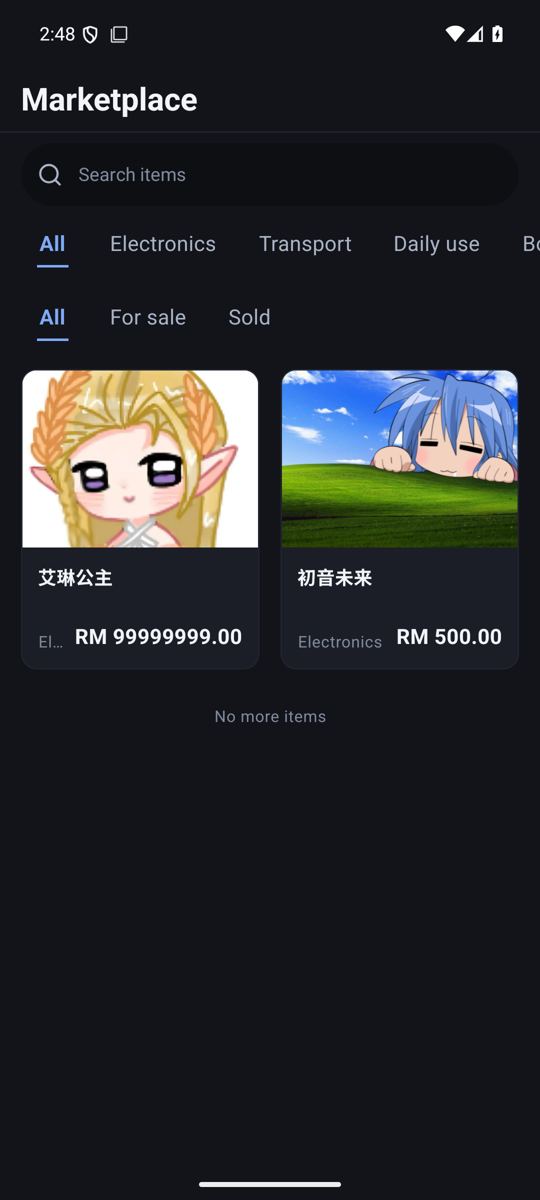 2:48
Marketplace
Search items
All Electronics Transport Daily use Bo
All For sale Sold
艾琳公主
El... RM 99999999.00
初音未来
Electronics RM 500.00
No more items